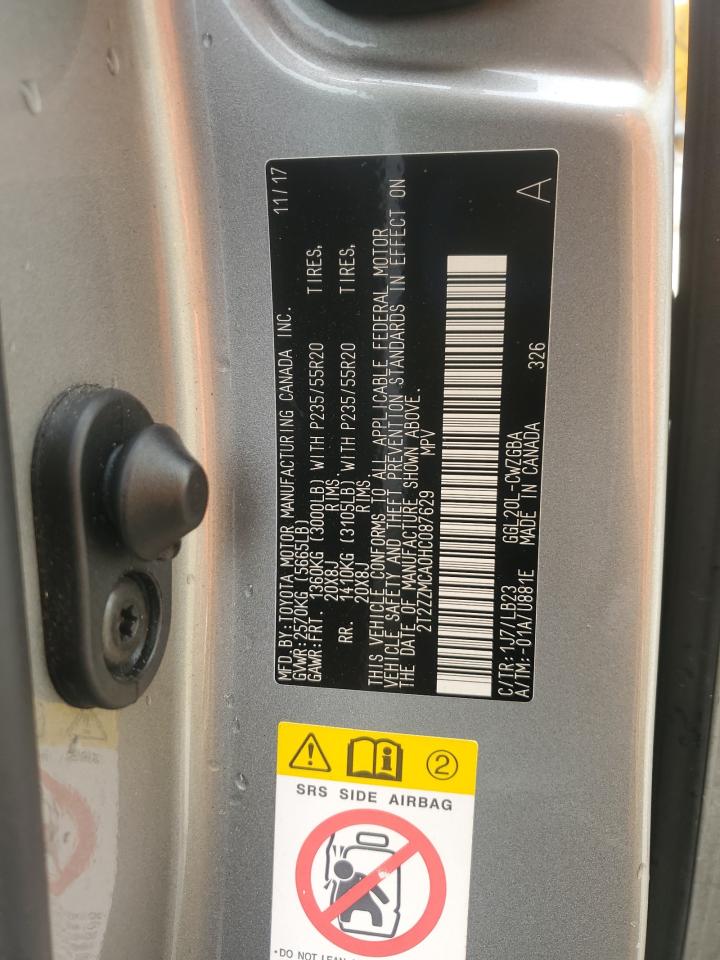 MFD.BY:TOYOTA MOTOR MANUFACTURING CANADA INC. 11/17
GVWR:2570KG (5665LB)
GAWR:FRT. 1360KG (3000LB) WITH P235/55R20 TIRES,
20X8J RIMS,
RR. 1410KG (3105LB) WITH P235/55R20 TIRES,
20X8J RIMS,
THIS VEHICLE CONFORMS TO ALL APPLICABLE FEDERAL MOTOR
VEHICLE SAFETY AND THEFT PREVENTION STANDARDS IN EFFECT ON
THE DATE OF MANUFACTURE SHOWN ABOVE.
2T2ZZMCA0HC087629 MPV
A
C/TR:1J7/LB23 GGL20L-CWZGBA
A/TM:-01A/U881E MADE IN CANADA 326
2
SRS SIDE AIRBAG
•DO NOT LEAN